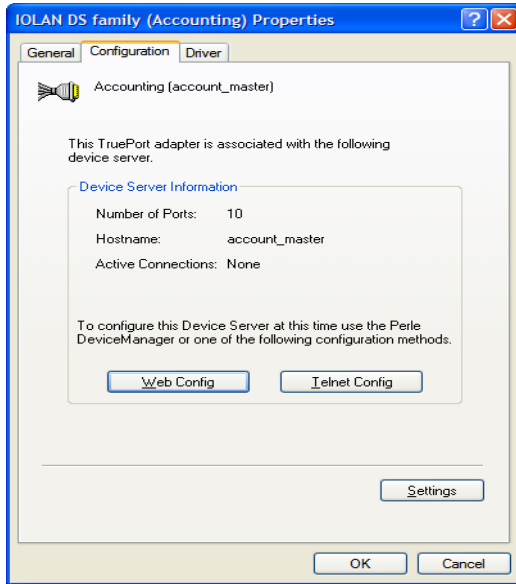 IOLAN DS family (Accounting) Properties
General Configuration Driver
Accounting (account_master)
This TruePort adapter is associated with the following
device server.
Device Server Information
Number of Ports: 10
Hostname: account_master
Active Connections: None
To configure this Device Server at this time use the Perle
DeviceManager or one of the following configuration methods.
Web Config Telnet Config
Settings
OK Cancel